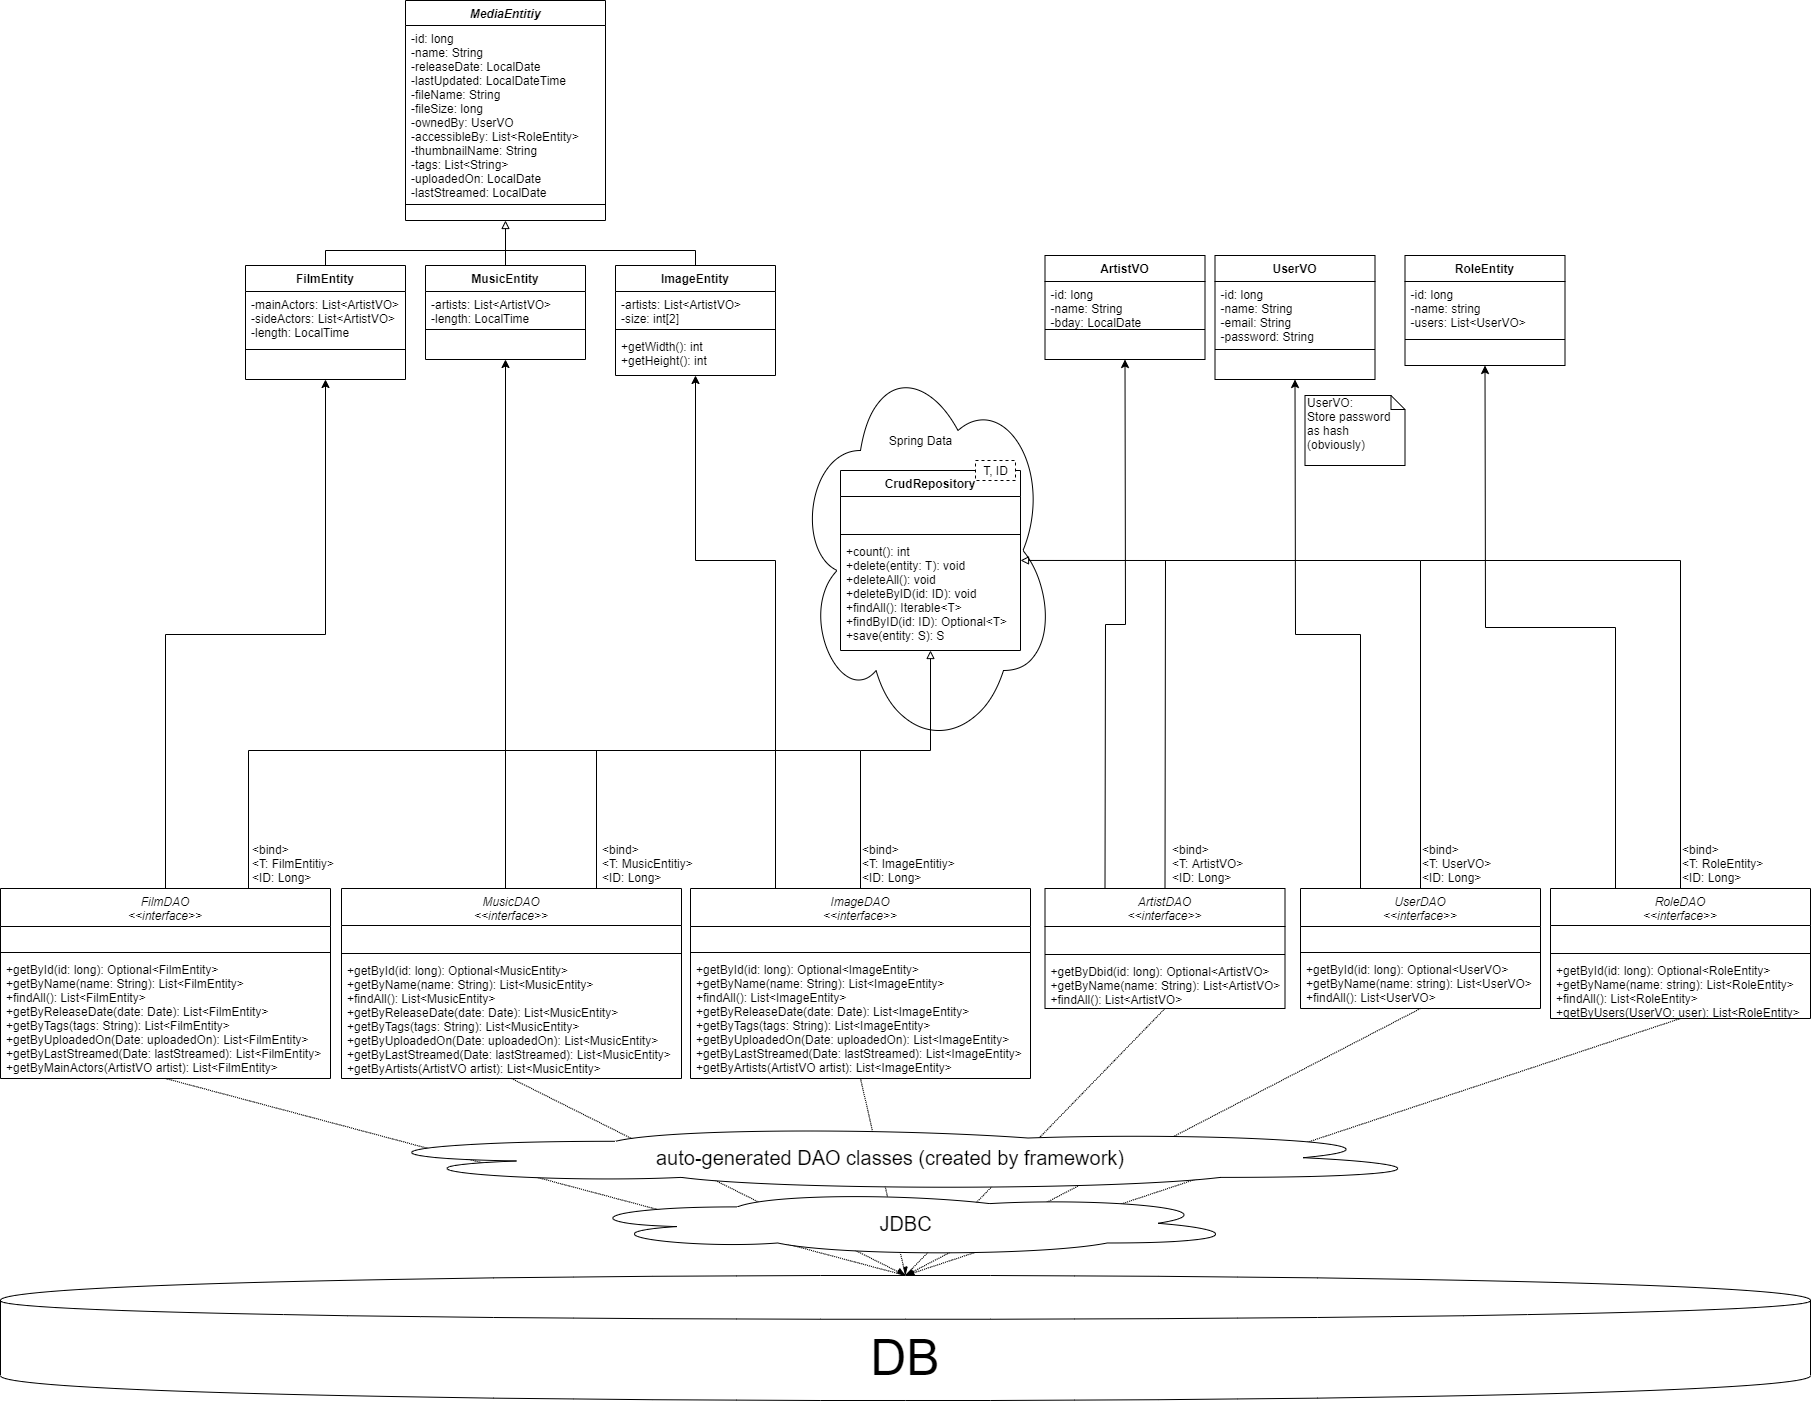 MediaEntitiy
-id: long
-name: String
-releaseDate: LocalDate
-lastUpdated: LocalDateTime
-fileName: String
-fileSize: long
-ownedBy: UserVO
-accessibleBy: List<RoleEntity>
-thumbnailName: String
-tags: List<String>
-uploadedOn: LocalDate
-lastStreamed: LocalDate
FilmEntity
-mainActors: List<ArtistVO>
-sideActors: List<ArtistVO>
-length: LocalTime
MusicEntity
-artists: List<ArtistVO>
-length: LocalTime
ImageEntity
-artists: List<ArtistVO>
-size: int[2]
+getWidth(): int
+getHeight(): int
ArtistVO
-id: long
-name: String
-bday: LocalDate
UserVO
-id: long
-name: String
-email: String
-password: String
RoleEntity
-id: long
-name: string
-users: List<UserVO>
UserVO:
Store password
as hash
(obviously)
Spring Data
T, ID
CrudRepository
+count(): int
+delete(entity: T): void
+deleteAll(): void
+deleteByID(id: ID): void
+findAll(): Iterable<T>
+findByID(id: ID): Optional<T>
+save(entity: S): S
<bind>
<T: FilmEntitiy>
<ID: Long>
<bind>
<T: MusicEntitiy>
<ID: Long>
<bind>
<T: ImageEntitiy>
<ID: Long>
<bind>
<T: ArtistVO>
<ID: Long>
<bind>
<T: UserVO>
<ID: Long>
<bind>
<T: RoleEntity>
<ID: Long>
FilmDAO
<<interface>>
+getById(id: long): Optional<FilmEntity>
+getByName(name: String): List<FilmEntity>
+findAll(): List<FilmEntity>
+getByReleaseDate(date: Date): List<FilmEntity>
+getByTags(tags: String): List<FilmEntity>
+getByUploadedOn(Date: uploadedOn): List<FilmEntity>
+getByLastStreamed(Date: lastStreamed): List<FilmEntity>
+getByMainActors(ArtistVO artist): List<FilmEntity>
MusicDAO
<<interface>>
+getById(id: long): Optional<MusicEntity>
+getByName(name: String): List<MusicEntity>
+findAll(): List<MusicEntity>
+getByReleaseDate(date: Date): List<MusicEntity>
+getByTags(tags: String): List<MusicEntity>
+getByUploadedOn(Date: uploadedOn): List<MusicEntity>
+getByLastStreamed(Date: lastStreamed): List<MusicEntity>
+getByArtists(ArtistVO artist): List<MusicEntity>
ImageDAO
<<interface>>
+getById(id: long): Optional<ImageEntity>
+getByName(name: String): List<ImageEntity>
+findAll(): List<ImageEntity>
+getByReleaseDate(date: Date): List<ImageEntity>
+getByTags(tags: String): List<ImageEntity>
+getByUploadedOn(Date: uploadedOn): List<ImageEntity>
+getByLastStreamed(Date: lastStreamed): List<ImageEntity>
+getByArtists(ArtistVO artist): List<ImageEntity>
ArtistDAO
<<interface>>
+getByDbid(id: long): Optional<ArtistVO>
+getByName(name: String): List<ArtistVO>
+findAll(): List<ArtistVO>
UserDAO
<<interface>>
+getById(id: long): Optional<UserVO>
+getByName(name: string): List<UserVO>
+findAll(): List<UserVO>
RoleDAO
<<interface>>
+getById(id: long): Optional<RoleEntity>
+getByName(name: string): List<RoleEntity>
+findAll(): List<RoleEntity>
+getByUsers(UserVO: user): List<RoleEntity>
auto-generated DAO classes (created by framework)
JDBC
DB